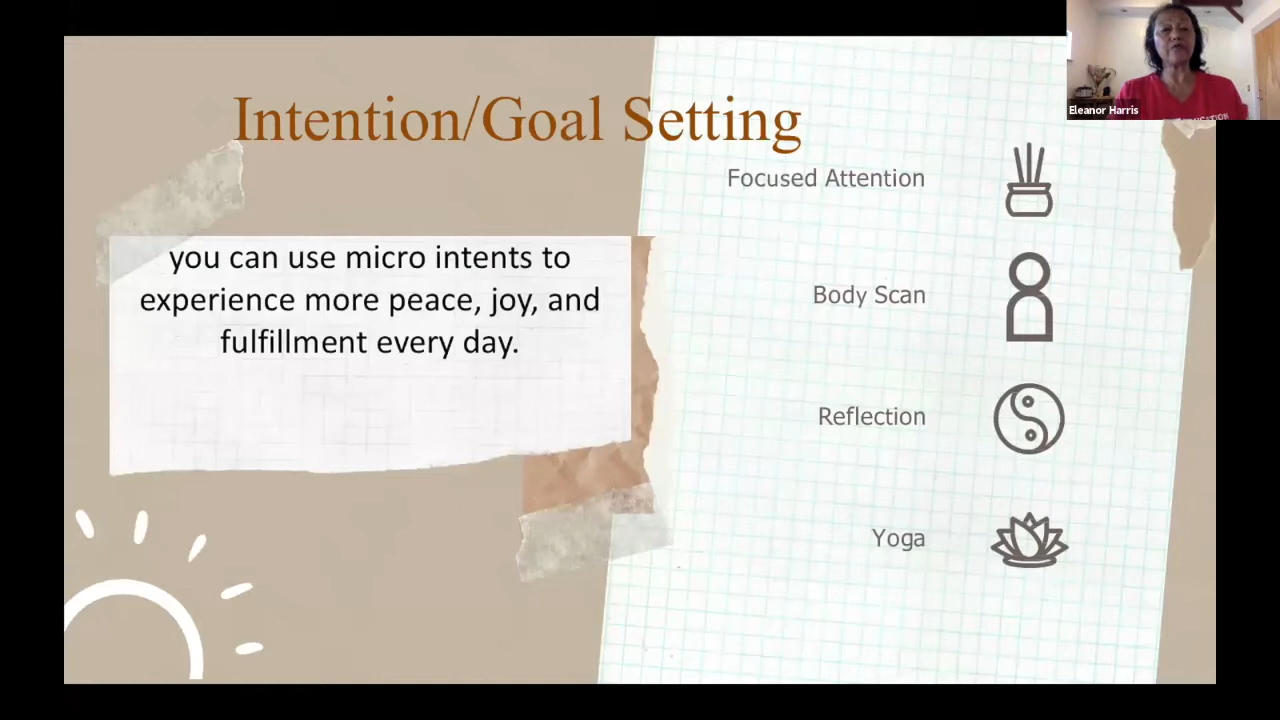 Intention/Goal Setting
you can use micro intents to
experience more peace, joy, and
fulfillment every day.
Focused Attention
Body Scan
Reflection
Yoga
Eleanor Harris